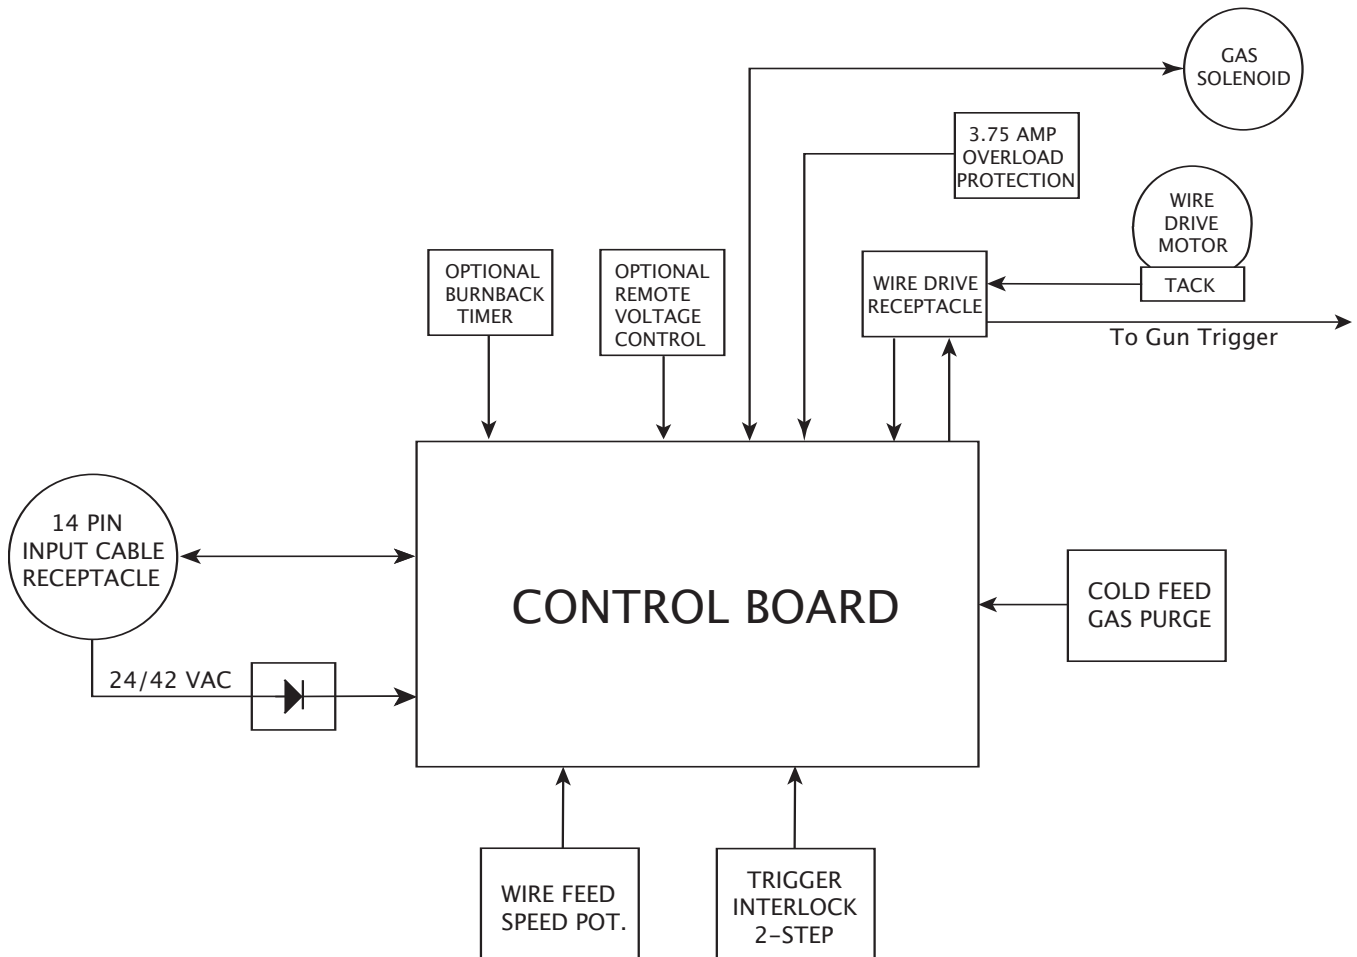 GAS
SOLENOID
3.75 AMP
OVERLOAD
PROTECTION
WIRE
DRIVE
MOTOR
TACK
OPTIONAL
BURNBACK
TIMER
OPTIONAL
REMOTE
VOLTAGE
CONTROL
WIRE DRIVE
RECEPTACLE
To Gun Trigger
14 PIN
INPUT CABLE
RECEPTACLE
CONTROL BOARD
COLD FEED
GAS PURGE
24/42 VAC
WIRE FEED
SPEED POT.
TRIGGER
INTERLOCK
2-STEP